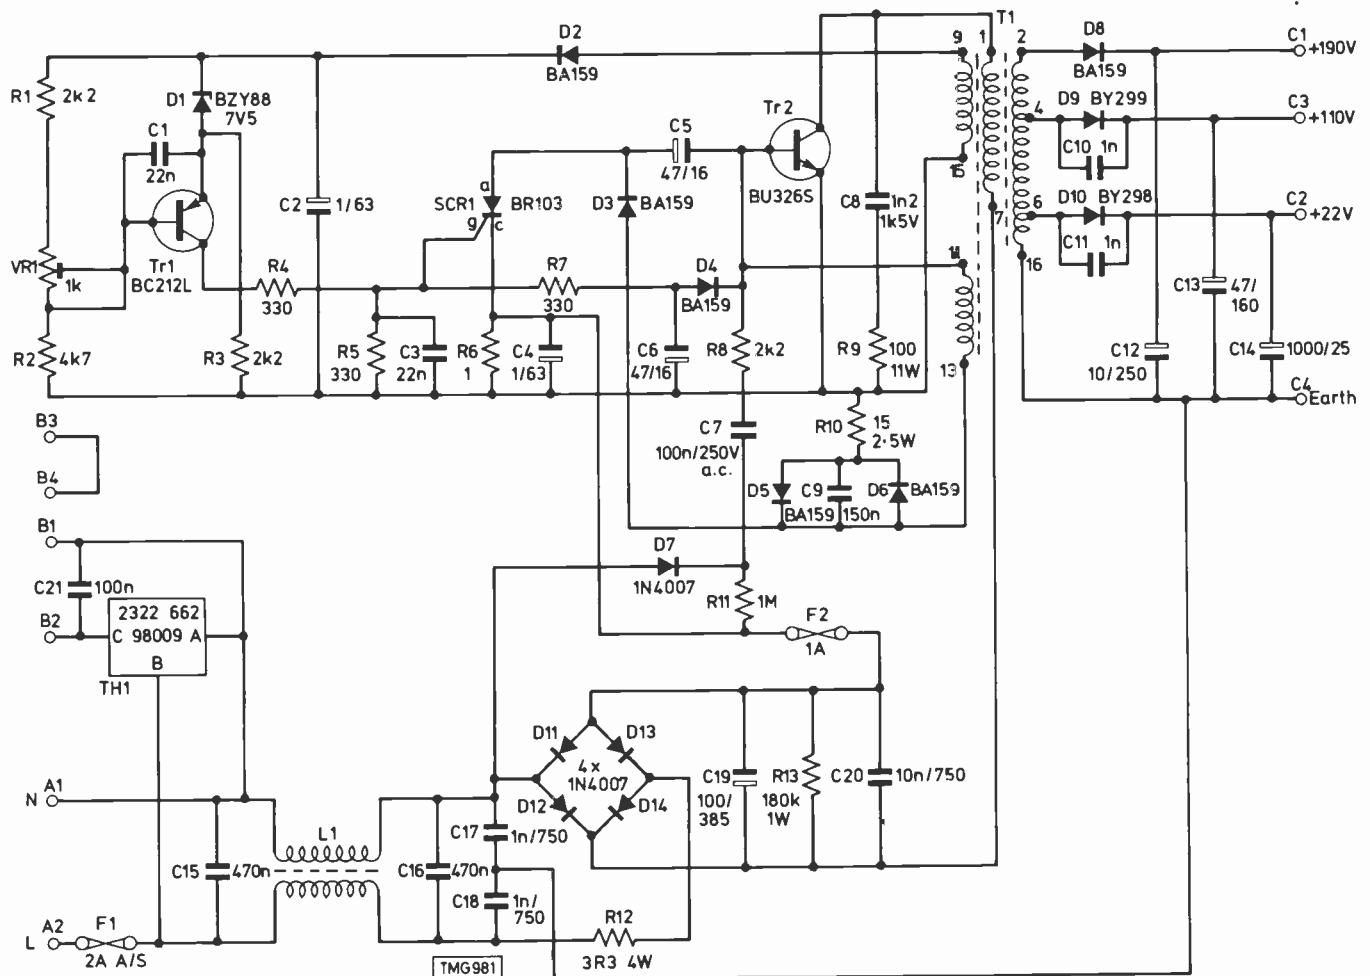 T1
D2
BA159
9
1
2
D8
BA159
C1
+190V
R1
2k2
D1
BZY88
7V5
C1
22n
Tr2
BU326S
C5
47/16
4
D9
BY299
C10
1n
C3
+110V
15
C2
1/63
SCR1
a
g
c
BR103
D3
BA159
C8
1n2
1k5V
7
6
D10
BY298
C11
1n
C2
+22V
VR1
1k
Tr1
BC212L
R4
330
R7
330
D4
BA159
14
16
C13
47/
160
R2
4k7
R3
2k2
R5
330
C3
22n
R6
1
C4
1/63
C6
47/16
R8
2k2
R9
100
11W
13
C12
10/250
C14
1000/25
C4
Earth
B3
B4
C7
100n/250V
a.c.
R10
15
2·5W
D5
BA159
C9
150n
D6
BA159
B1
C21
100n
B2
2322 662
C 98009 A
B
TH1
D7
1N4007
R11
1M
F2
1A
D11
D13
4x
1N4007
D12
D14
C19
100/
385
R13
180k
1W
C20
10n/750
N
A1
C15
470n
L1
C16
470n
C17
1n/750
C18
1n/
750
R12
3R3 4W
L
A2
F1
2A A/S
TMG981